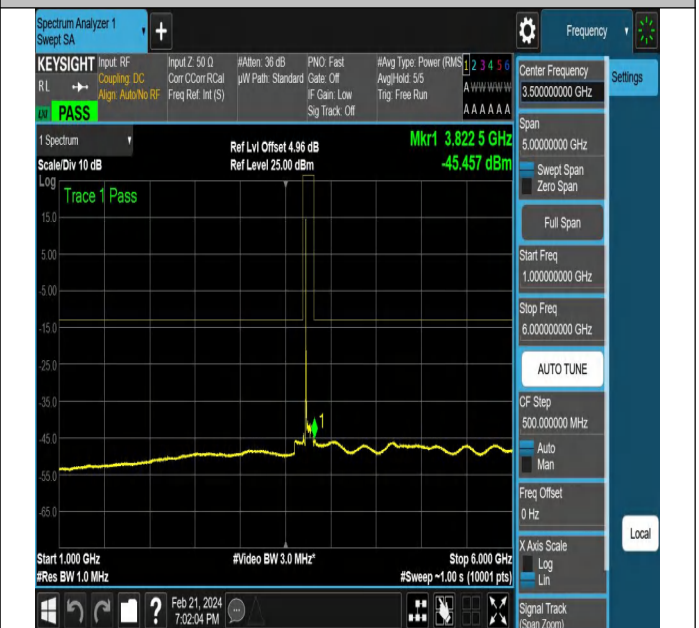 Spectrum Analyzer 1
Swept SA
+
Frequency
KEYSIGHT
RL
PASS
Input: RF
Coupling: DC
Align: Auto/No RF
Input Z: 50 Ω
Corr CCorr RCal
Freq Ref: Int (S)
#Atten: 36 dB
µW Path: Standard
PNO: Fast
Gate: Off
IF Gain: Low
Sig Track: Off
#Avg Type: Power (RMS
Avg|Hold: 5/5
Trig: Free Run
1 2 3 4 5 6
A W W W W W
A A A A A A
1 Spectrum
Scale/Div 10 dB
Ref Lvl Offset 4.96 dB
Ref Level 25.00 dBm
Mkr1 3.822 5 GHz
-45.457 dBm
Log
Trace 1 Pass
15.0
5.00
-5.00
-15.0
-25.0
-35.0
-45.0
-55.0
-65.0
1
Start 1.000 GHz
#Res BW 1.0 MHz
#Video BW 3.0 MHz*
Stop 6.000 GHz
#Sweep ~1.00 s (10001 pts)
?
Feb 21, 2024
7:02:04 PM
Center Frequency
3.500000000 GHz
Settings
Span
5.00000000 GHz
Swept Span
Zero Span
Full Span
Start Freq
1.000000000 GHz
Stop Freq
6.000000000 GHz
AUTO TUNE
CF Step
500.000000 MHz
Auto
Man
Freq Offset
0 Hz
X Axis Scale
Log
Lin
Local
Signal Track
(Span Zoom)